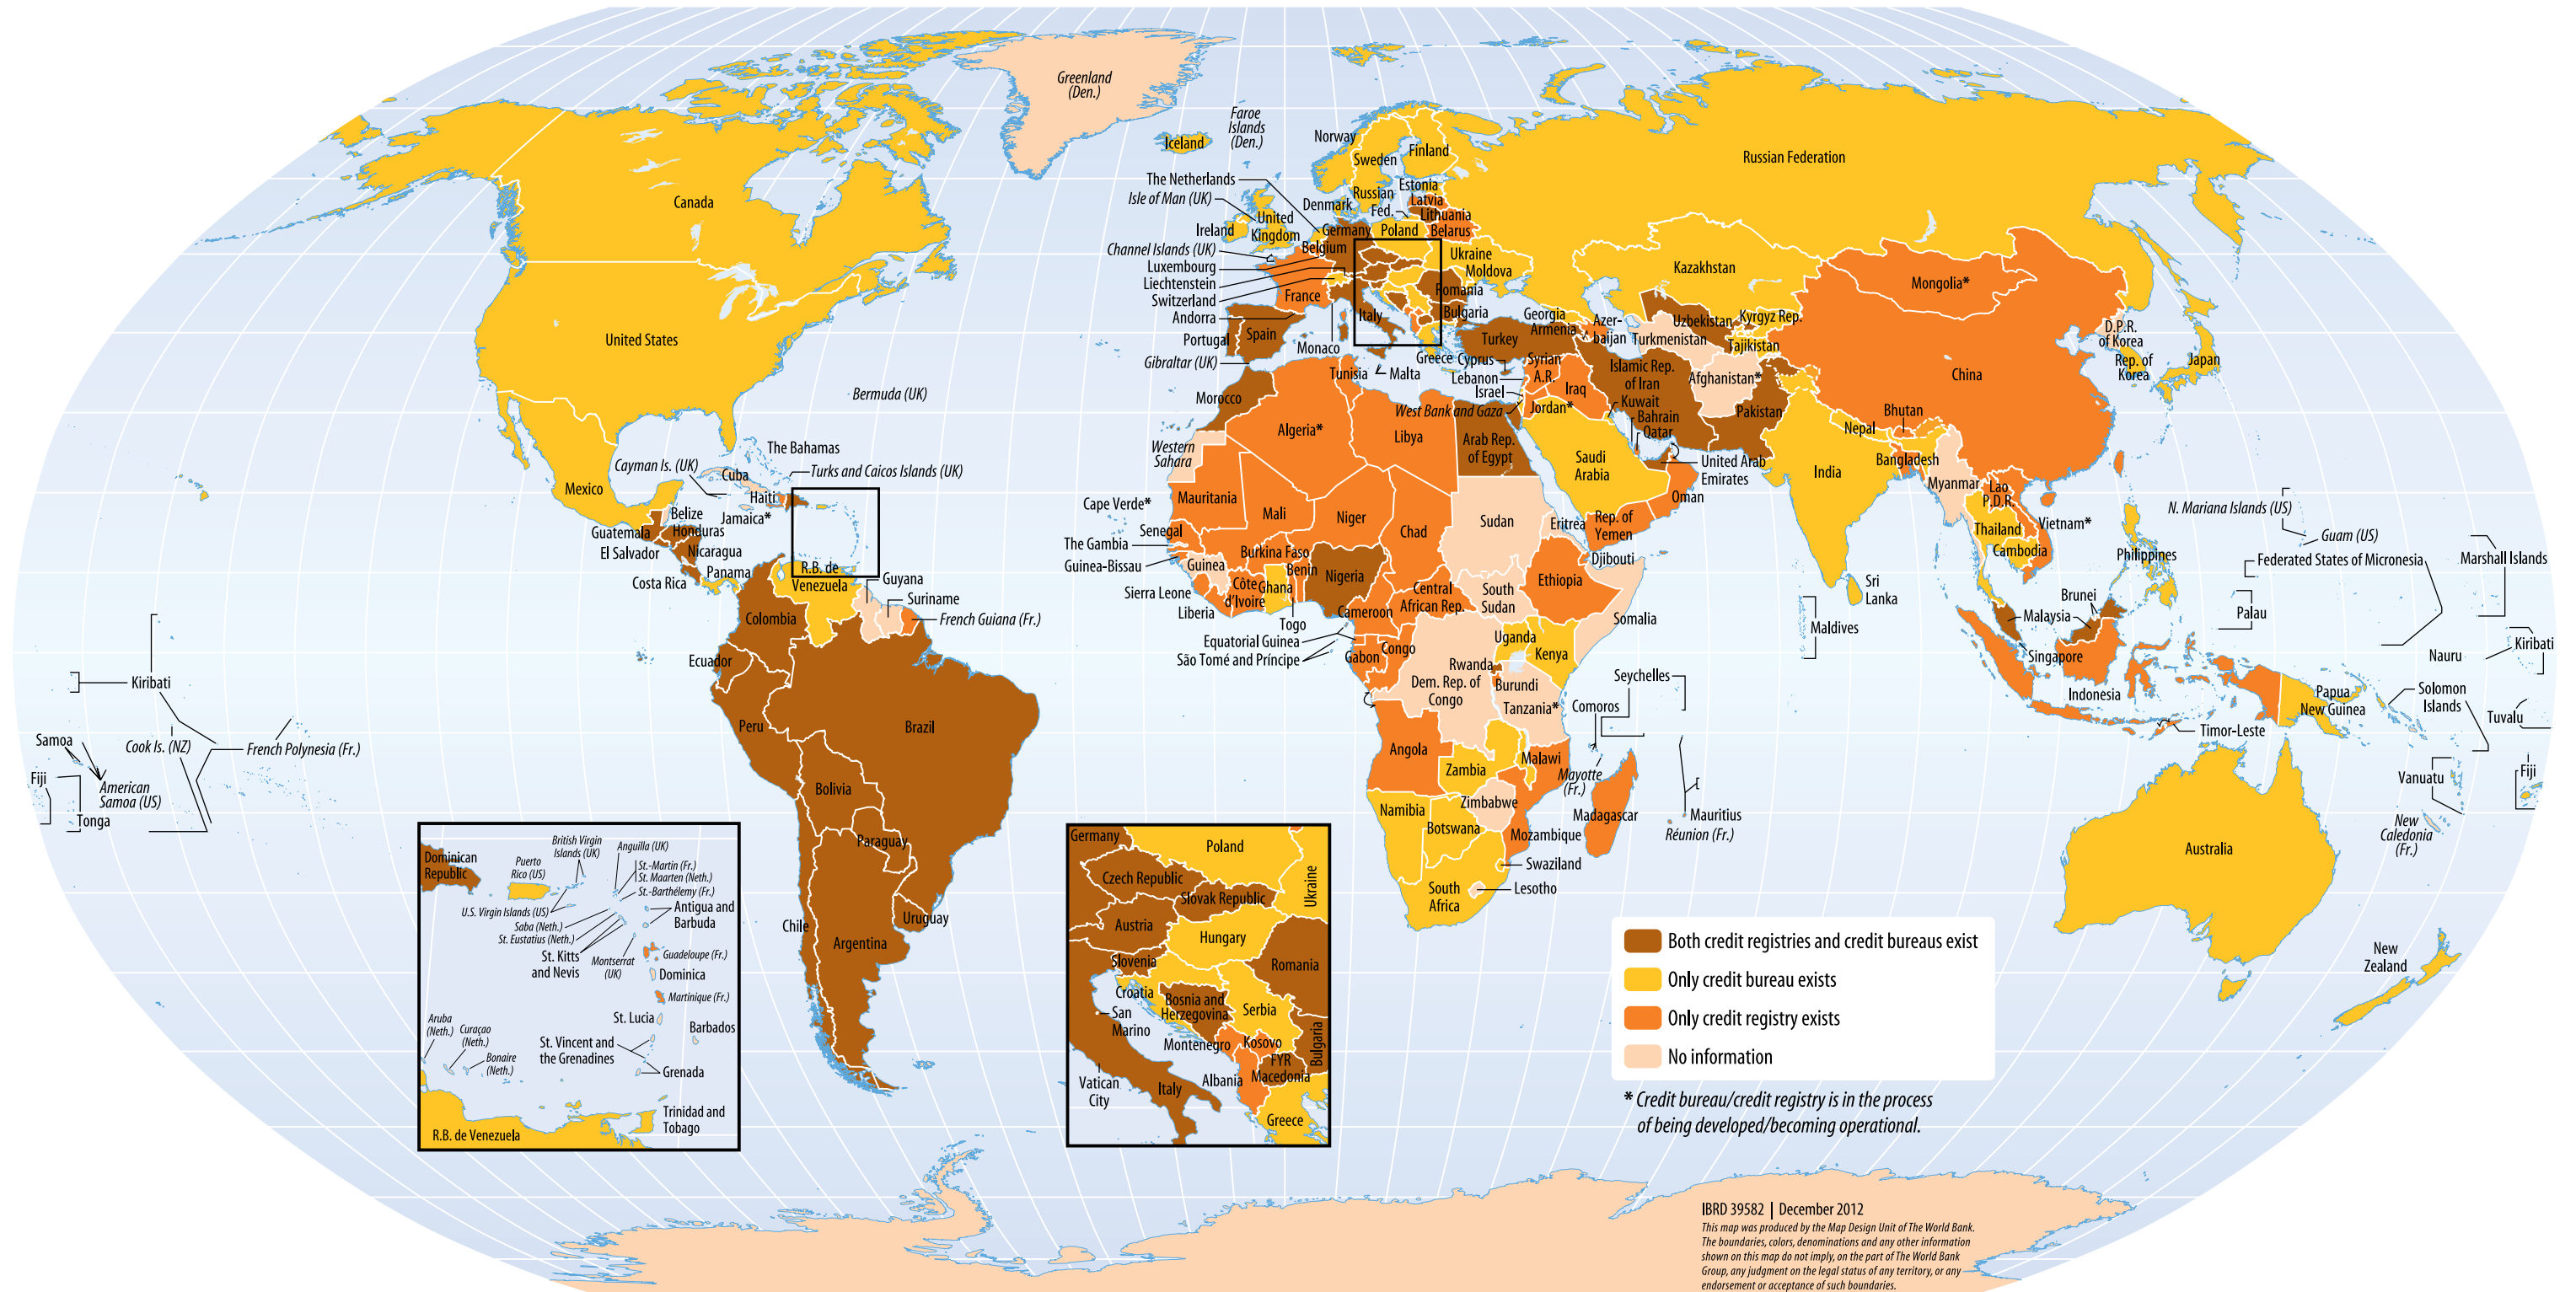 Greenland
(Den.)
Faroe
Islands
(Den.)
Iceland
Norway
Sweden
Finland
Russian Federation
Canada
The Netherlands
Isle of Man (UK)
Estonia
Russian
Fed.
Latvia
Denmark
Lithuania
United
Kingdom
Ireland
Germany
Poland
Belarus
Channel Islands (UK)
Belgium
Luxembourg
Ukraine
Liechtenstein
Moldova
Switzerland
France
Romania
Andorra
Italy
Bulgaria
Portugal
Spain
Monaco
Gibraltar (UK)
Greece
Cyprus
Turkey
Georgia
Armenia
Azer-
baijan
Kazakhstan
Uzbekistan
Kyrgyz Rep.
Turkmenistan
Tajikistan
Mongolia*
D.P.R.
of Korea
Rep. of
Korea
Japan
China
United States
Bermuda (UK)
Tunisia
Malta
Lebanon
Syrian
A.R.
Israel
Iraq
West Bank and Gaza
Jordan*
Islamic Rep.
of Iran
Kuwait
Bahrain
Qatar
Afghanistan*
Pakistan
Bhutan
Nepal
Morocco
Algeria*
Libya
Arab Rep.
of Egypt
Saudi
Arabia
United Arab
Emirates
Oman
India
Bangladesh
Myanmar
Lao
P.D.R.
Western
Sahara
The Bahamas
Cayman Is. (UK)
Turks and Caicos Islands (UK)
Cuba
Mexico
Haiti
Belize
Jamaica*
Guatemala
Honduras
El Salvador
Nicaragua
Costa Rica
Panama
R.B. de
Venezuela
Guyana
Suriname
French Guiana (Fr.)
Colombia
Ecuador
Peru
Brazil
Bolivia
Paraguay
Chile
Uruguay
Argentina
Cape Verde*
Mauritania
Senegal
The Gambia
Guinea-Bissau
Mali
Niger
Chad
Sudan
Eritrea
Rep. of
Yemen
Djibouti
Burkina Faso
Guinea
Benin
Nigeria
Côte
d'Ivoire
Ghana
Sierra Leone
Liberia
Togo
Central
African Rep.
South
Sudan
Ethiopia
Somalia
Cameroon
Equatorial Guinea
São Tomé and Príncipe
Gabon
Congo
Uganda
Kenya
Rwanda
Dem. Rep. of
Congo
Burundi
Tanzania*
Seychelles
Comoros
Angola
Zambia
Malawi
Mayotte
(Fr.)
Zimbabwe
Namibia
Botswana
Mozambique
Madagascar
Mauritius
Réunion (Fr.)
Swaziland
South
Africa
Lesotho
Thailand
Vietnam*
Cambodia
Philippines
Sri
Lanka
Maldives
Brunei
Malaysia
Singapore
Indonesia
N. Mariana Islands (US)
Guam (US)
Federated States of Micronesia
Marshall Islands
Palau
Kiribati
Nauru
Papua
New Guinea
Solomon
Islands
Tuvalu
Timor-Leste
Vanuatu
Fiji
New
Caledonia
(Fr.)
Australia
New
Zealand
Kiribati
Samoa
Cook Is. (NZ)
French Polynesia (Fr.)
Fiji
American
Samoa (US)
Tonga
Dominican
Republic
Puerto
Rico (US)
British Virgin
Islands (UK)
Anguilla (UK)
St.-Martin (Fr.)
St. Maarten (Neth.)
St.-Barthélemy (Fr.)
U.S. Virgin Islands (US)
Antigua and
Barbuda
Saba (Neth.)
St. Eustatius (Neth.)
St. Kitts
and Nevis
Montserrat
(UK)
Guadeloupe (Fr.)
Dominica
Martinique (Fr.)
St. Lucia
Barbados
Aruba
(Neth.)
Curaçao
(Neth.)
Bonaire
(Neth.)
St. Vincent and
the Grenadines
Grenada
Trinidad and
Tobago
R.B. de Venezuela
Germany
Poland
Czech Republic
Ukraine
Slovak Republic
Austria
Hungary
Slovenia
Romania
Croatia
Bosnia and
Herzegovina
Serbia
San
Marino
Montenegro
Kosovo
Bulgaria
FYR
Macedonia
Albania
Vatican
City
Italy
Greece
Both credit registries and credit bureaus exist
Only credit bureau exists
Only credit registry exists
No information
* Credit bureau/credit registry is in the process
of being developed/becoming operational.
IBRD 39582 | December 2012
This map was produced by the Map Design Unit of The World Bank.
The boundaries, colors, denominations and any other information
shown on this map do not imply, on the part of The World Bank
Group, any judgment on the legal status of any territory, or any
endorsement or acceptance of such boundaries.